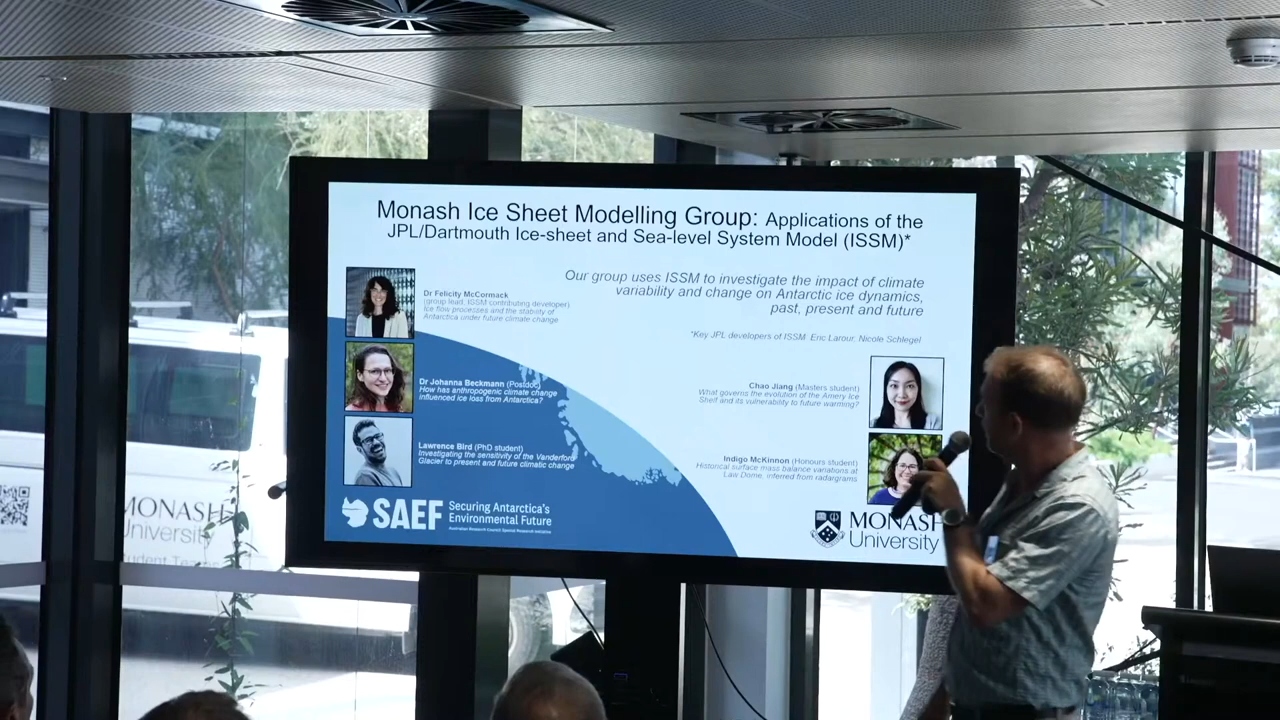 Monash Ice Sheet Modelling Group: Applications of the
JPL/Dartmouth Ice-sheet and Sea-level System Model (ISSM)*
Our group uses ISSM to investigate the impact of climate
variability and change on Antarctic ice dynamics,
past, present and future
*Key JPL developers of ISSM Eric Larour, Nicole Schlegel
Dr Felicity McCormack
(group lead, ISSM contributing developer)
Ice flow processes and the stability of
Antarctica under future climate change
Dr Johanna Beckmann (Postdoc)
How has anthropogenic climate change
influenced ice loss from Antarctica?
Lawrence Bird (PhD student)
Investigating the sensitivity of the Vanderford
Glacier to present and future climatic change
Chao Jiang (Masters student)
What governs the evolution of the Amery Ice
Shelf and its vulnerability to future warming?
Indigo McKinnon (Honours student)
Historical surface mass balance variations at
Law Dome, inferred from radargrams
SAEF Securing Antarctica's
Environmental Future
Australian Research Council Special Research Initiative
MONASH
University
MONASH
University